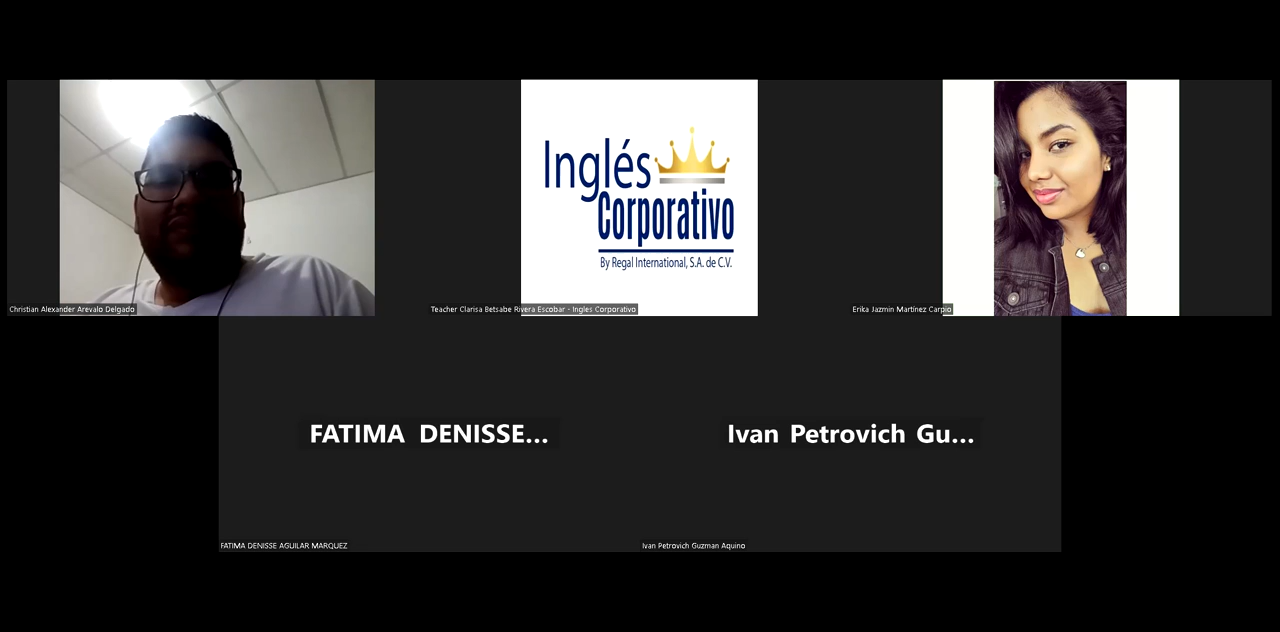 Inglés
Corporativo
By Regal International, S.A. de C.V.
Christian Alexander Arevalo Delgado
Teacher Clarisa Betsabe Rivera Escobar - Ingles Corporativo
Erika Jazmin Martínez Carpio
FATIMA DENISSE...
Ivan Petrovich Gu...
FATIMA DENISSE AGUILAR MARQUEZ
Ivan Petrovich Guzman Aquino